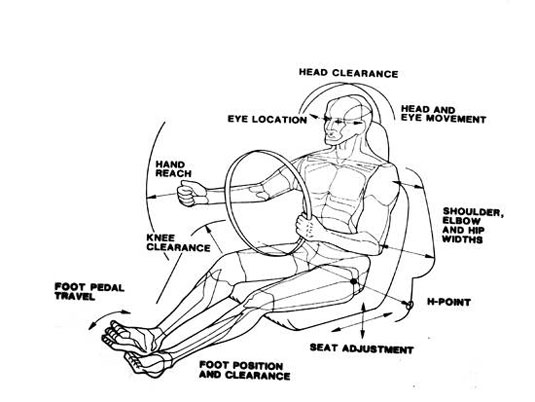 HEAD CLEARANCE
EYE LOCATION
HEAD AND
EYE MOVEMENT
HAND
REACH
SHOULDER,
ELBOW
AND HIP
WIDTHS
KNEE
CLEARANCE
FOOT PEDAL
TRAVEL
H-POINT
SEAT ADJUSTMENT
FOOT POSITION
AND CLEARANCE